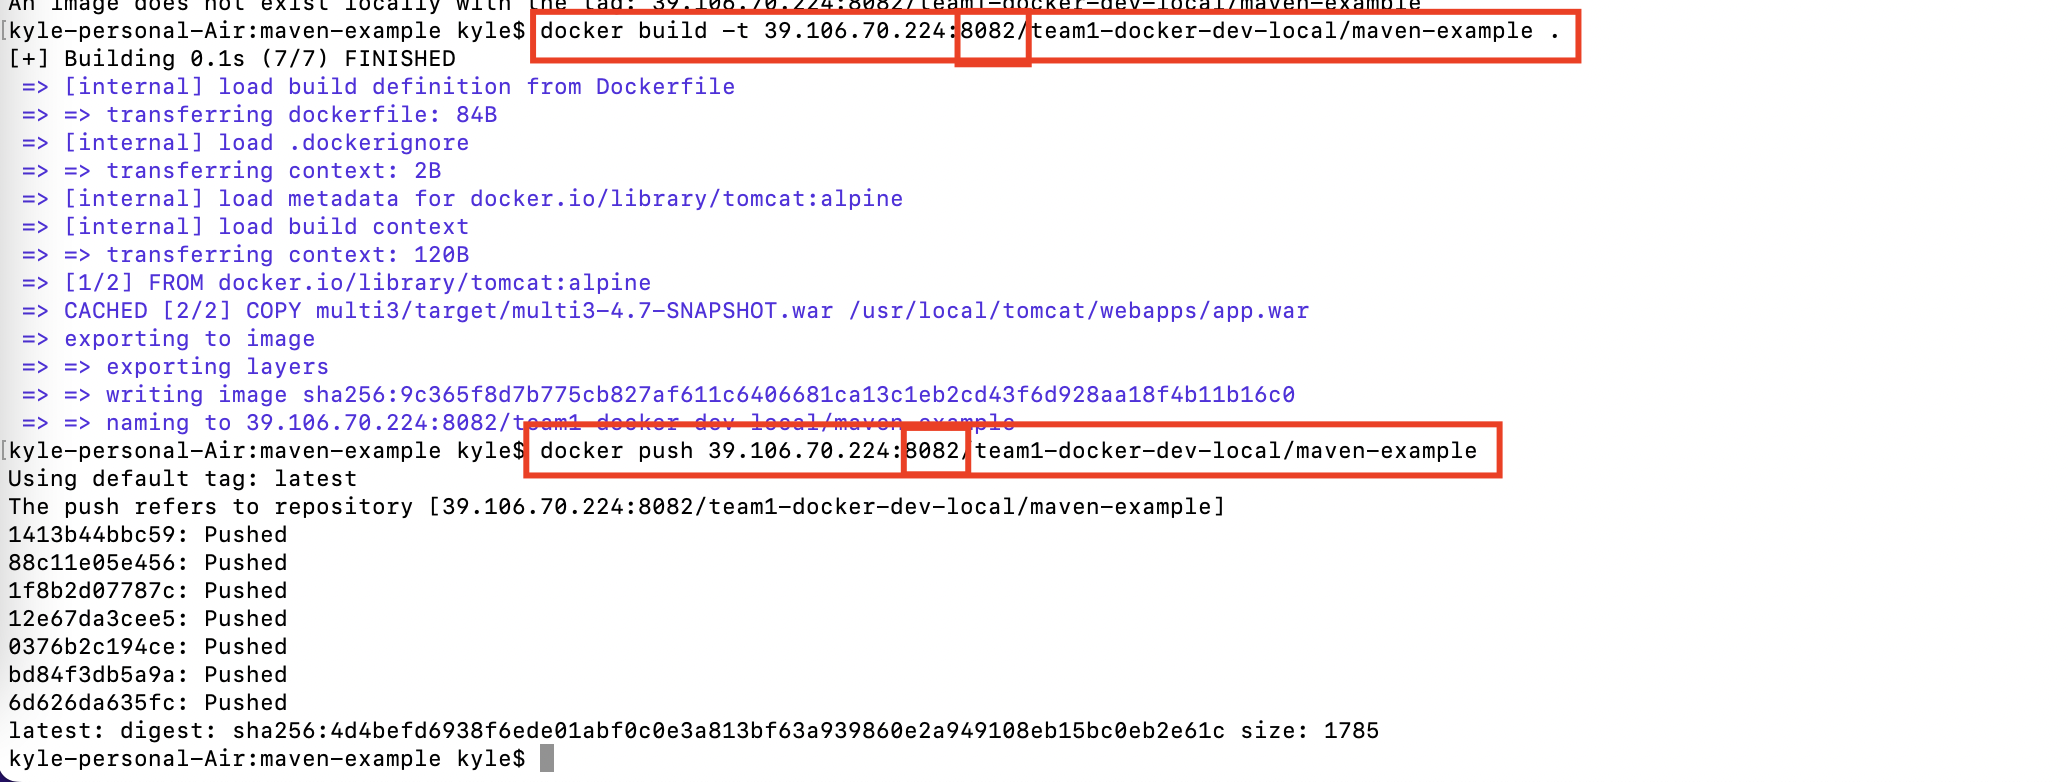 An image does not exist locally with the tag: 39.106.70.224:8082/team1-docker-dev-local/maven-example
[kyle-personal-Air:maven-example kyle$ docker build -t 39.106.70.224:8082/team1-docker-dev-local/maven-example .
[+] Building 0.1s (7/7) FINISHED
=> [internal] load build definition from Dockerfile
=> => transferring dockerfile: 84B
=> [internal] load .dockerignore
=> => transferring context: 2B
=> [internal] load metadata for docker.io/library/tomcat:alpine
=> [internal] load build context
=> => transferring context: 120B
=> [1/2] FROM docker.io/library/tomcat:alpine
=> CACHED [2/2] COPY multi3/target/multi3-4.7-SNAPSHOT.war /usr/local/tomcat/webapps/app.war
=> exporting to image
=> => exporting layers
=> => writing image sha256:9c365f8d7b775cb827af611c6406681ca13c1eb2cd43f6d928aa18f4b11b16c0
=> => naming to 39.106.70.224:8082/team1-docker-dev-local/maven-example
[kyle-personal-Air:maven-example kyle$ docker push 39.106.70.224:8082/team1-docker-dev-local/maven-example
Using default tag: latest
The push refers to repository [39.106.70.224:8082/team1-docker-dev-local/maven-example]
1413b44bbc59: Pushed
88c11e05e456: Pushed
1f8b2d07787c: Pushed
12e67da3cee5: Pushed
0376b2c194ce: Pushed
bd84f3db5a9a: Pushed
6d626da635fc: Pushed
latest: digest: sha256:4d4befd6938f6ede01abf0c0e3a813bf63a939860e2a949108eb15bc0eb2e61c size: 1785
kyle-personal-Air:maven-example kyle$